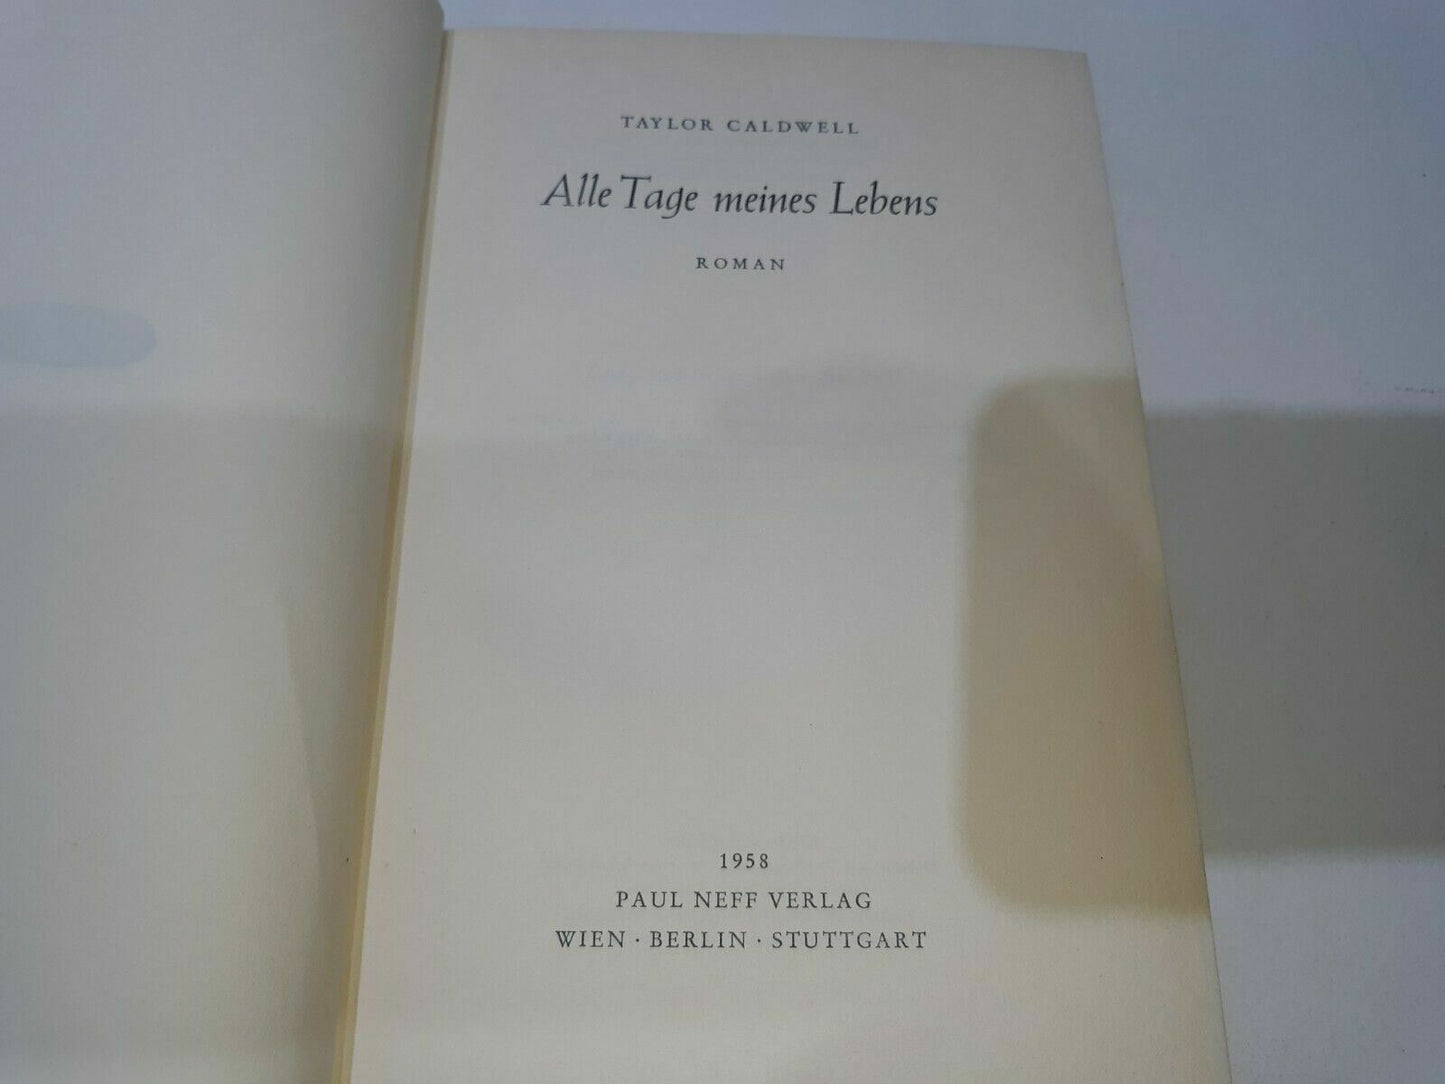 TAYLOR CALDWELL
Alle Tage meines Lebens
ROMAN
1958
PAUL NEFF VERLAG
WIEN · BERLIN · STUTTGART